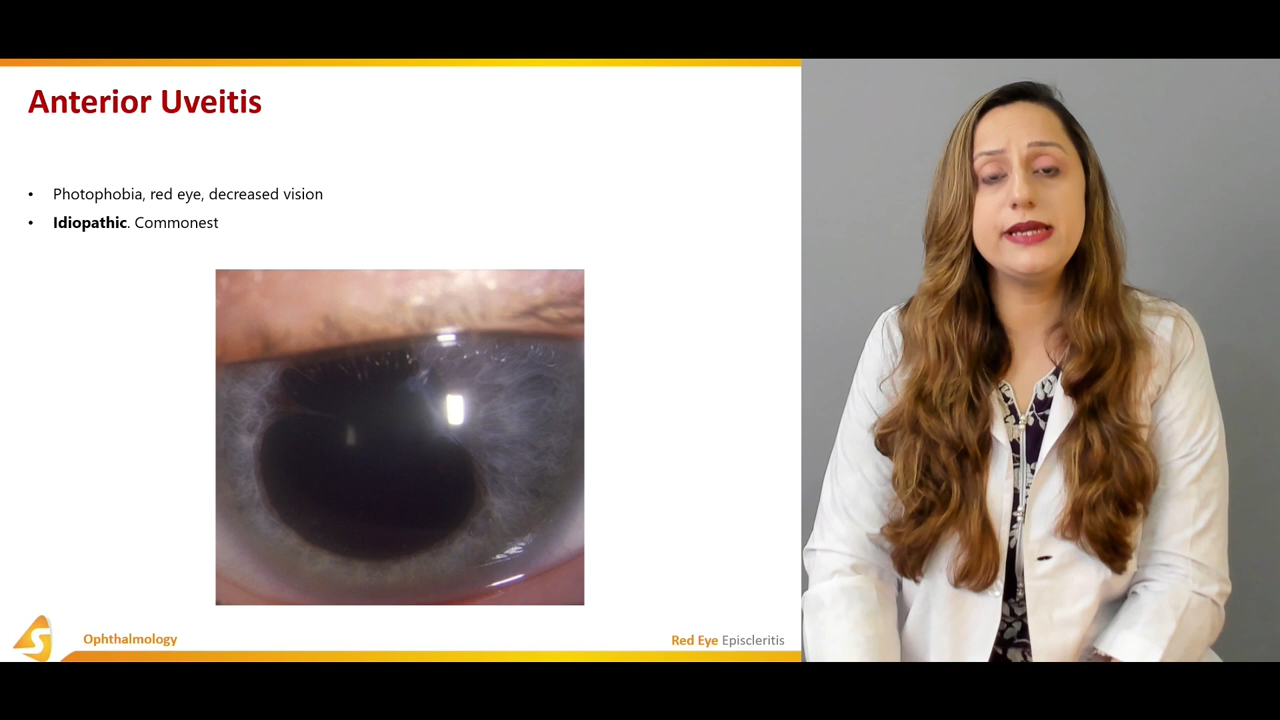 Anterior Uveitis
• Photophobia, red eye, decreased vision
• Idiopathic. Commonest
Ophthalmology
Red Eye Episcleritis